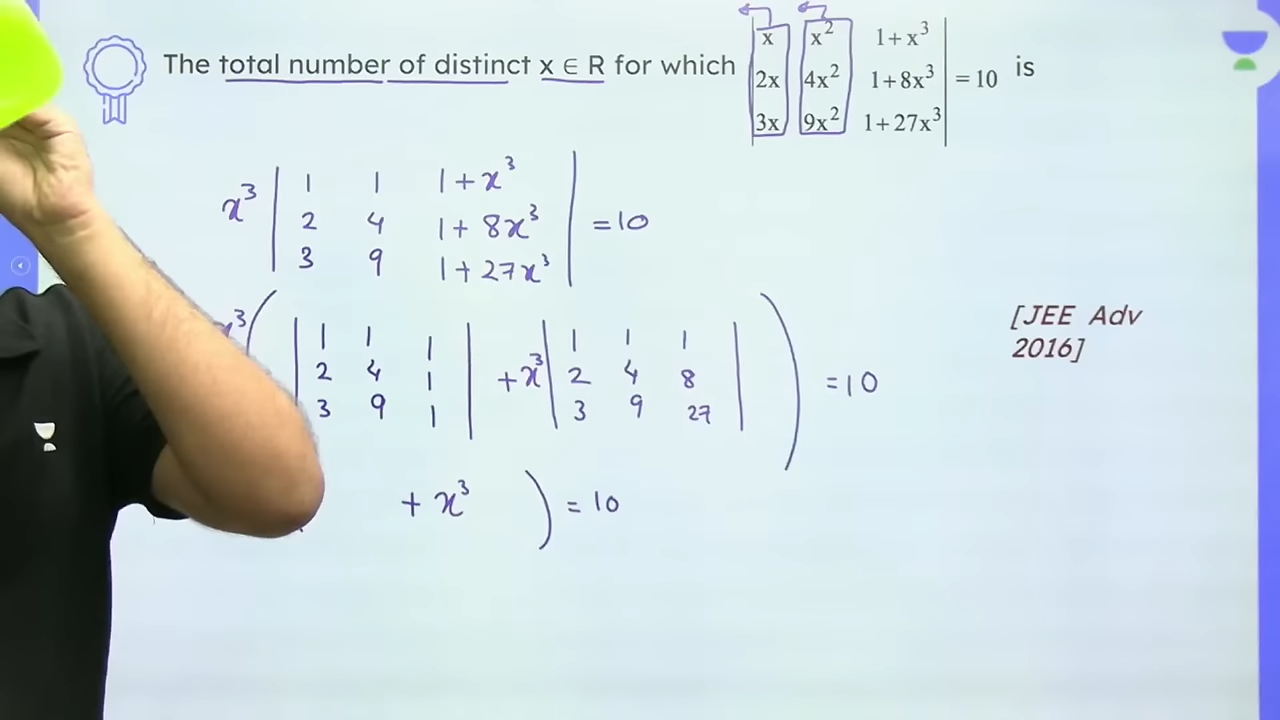 The total number of distinct x ∈ R for which | x x² 1+x³ |
| 2x 4x² 1+8x³ | = 10 is
| 3x 9x² 1+27x³ |
x³ | 1 1 1+x³ |
| 2 4 1+8x³ | = 10
| 3 9 1+27x³ |
x³ ( | 1 1 1 | + x³ | 1 1 1 | ) = 10
| 2 4 1 | | 2 4 8 |
| 3 9 1 | | 3 9 27 |
[JEE Adv
2016]
+ x³ ) = 10